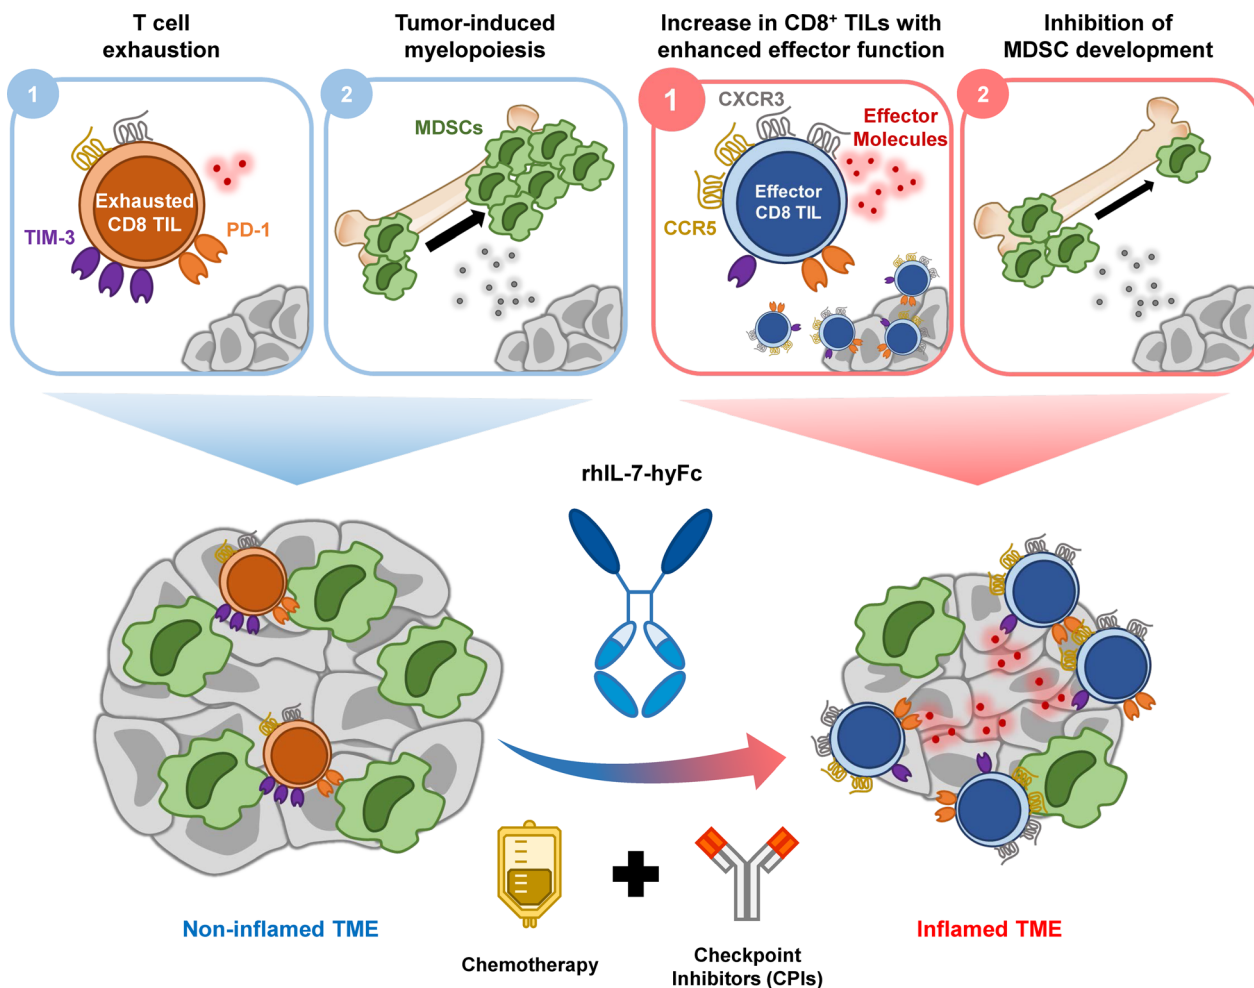 T cell
exhaustion
Tumor-induced
myelopoiesis
Increase in CD8⁺ TILs with
enhanced effector function
Inhibition of
MDSC development
1
2
1
2
MDSCs
CXCR3
Effector
Molecules
Exhausted
CD8 TIL
Effector
CD8 TIL
TIM-3
PD-1
CCR5
rhIL-7-hyFc
Non-inflamed TME
Inflamed TME
Chemotherapy
Checkpoint
Inhibitors (CPIs)